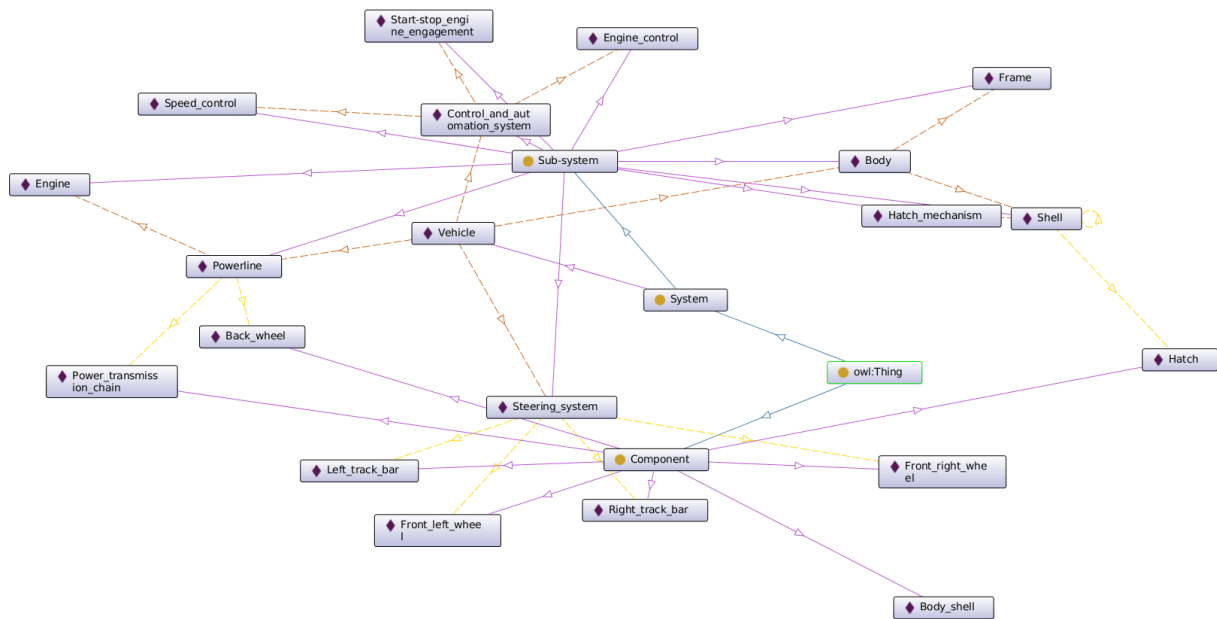 Start-stop_engi
ne_engagement
Engine_control
Frame
Speed_control
Control_and_aut
omation_system
Sub-system
Body
Engine
Hatch_mechanism
Shell
Vehicle
Powerline
System
Back_wheel
Hatch
Power_transmiss
ion_chain
owl:Thing
Steering_system
Component
Left_track_bar
Front_right_whe
el
Right_track_bar
Front_left_whee
l
Body_shell